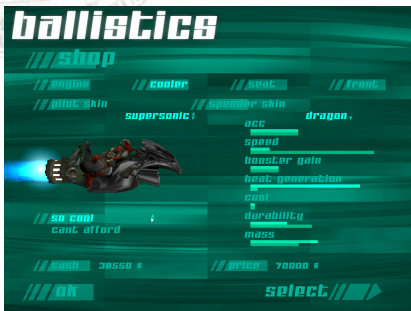 ballistics
///shop
//engine //cooler //seat //front
//pilot skin //speeder skin
supersonic dragon
acc
speed
booster gain
heat generation
cool
durability
mass
//so cool
cant afford
//cash 38550 $ //price 70000 $
///ok select///